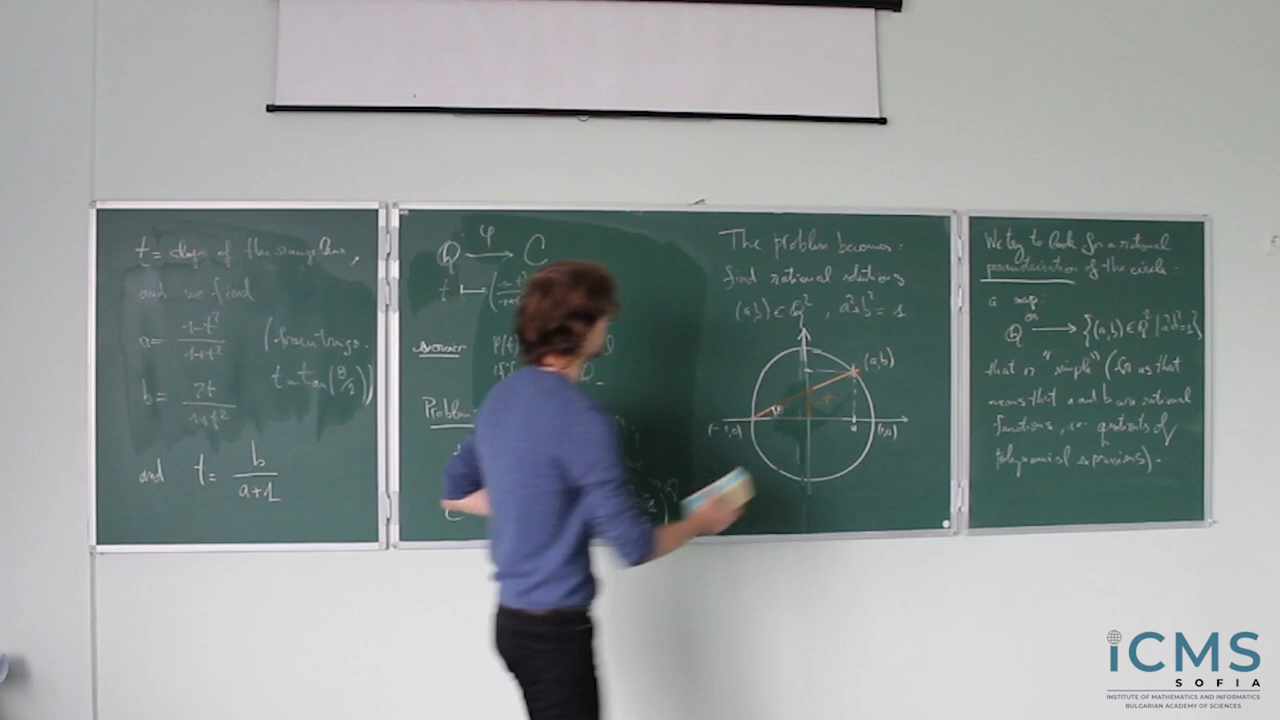 t = slope of the orange line,
and we find
a = 1-t² / 1+t²
b = 2t / 1+t²
(from trigo.
t = tan(θ/2))
and t = b / a+1
Q φ⟶ C
t ⟼ (1-t²
Problem
The problem becomes:
find rational solutions
(a,b) ∈ Q², a²+b² = 1
(a,b)
(-1,0)
θ
t
a
(1,0)
We try to look for a rational
parametrization of the circle.
a map:
or
Q ⟶ {(a,b) ∈ Q² | a²+b²=1}
that is "simple" ( as that
means that a and b are rational
functions, i.e. quotients of
polynomial expressions).
iCMS
SOFIA
INSTITUTE OF MATHEMATICS AND INFORMATICS
BULGARIAN ACADEMY OF SCIENCES